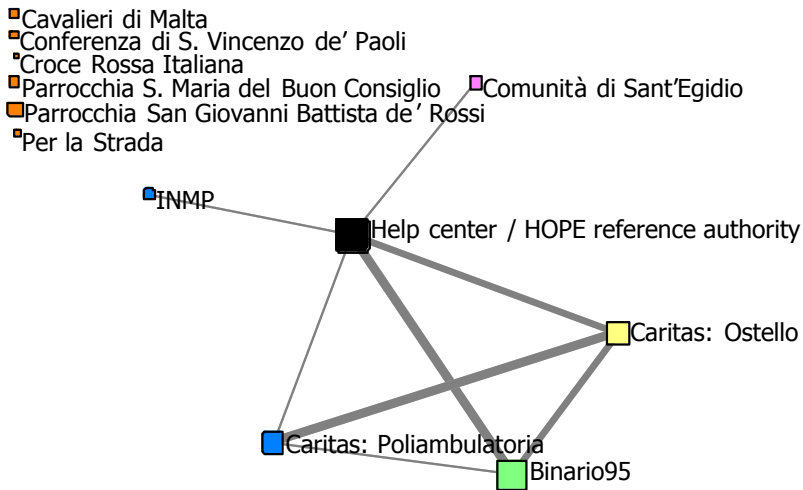 Cavalieri di Malta
Conferenza di S. Vincenzo de’ Paoli
Croce Rossa Italiana
Parrocchia S. Maria del Buon Consiglio
Comunità di Sant’Egidio
Parrocchia San Giovanni Battista de’ Rossi
Per la Strada
INMP
Help center / HOPE reference authority
Caritas: Ostello
Caritas: Poliambulatoria
Binario95